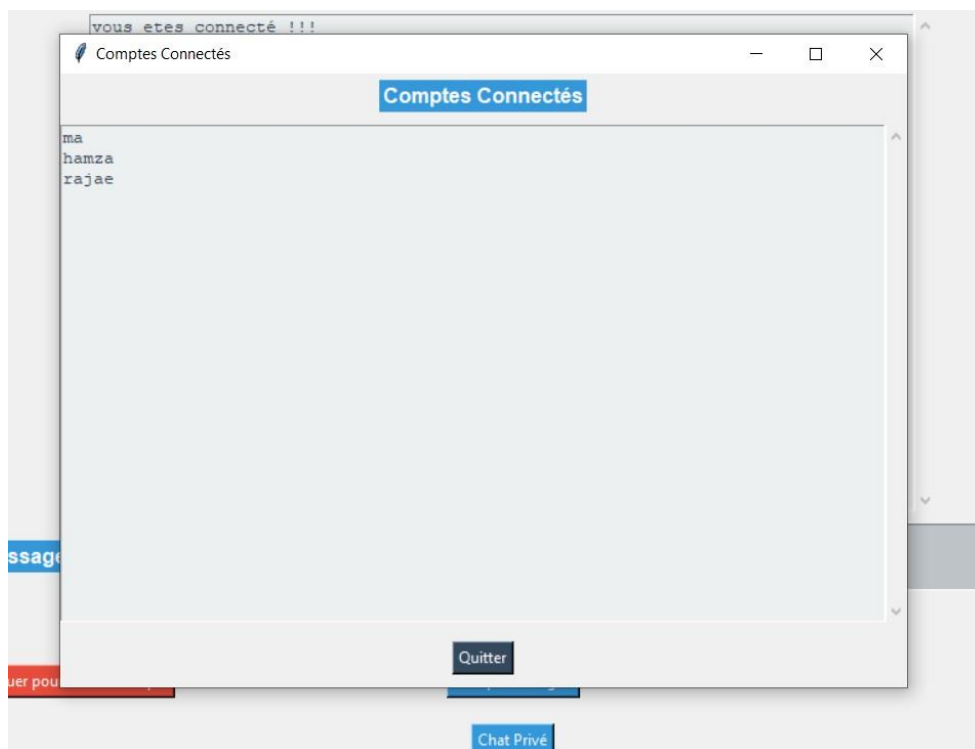 vous etes connecté !!!
Comptes Connectés
Comptes Connectés
ma
hamza
rajae
Quitter
Chat Privé